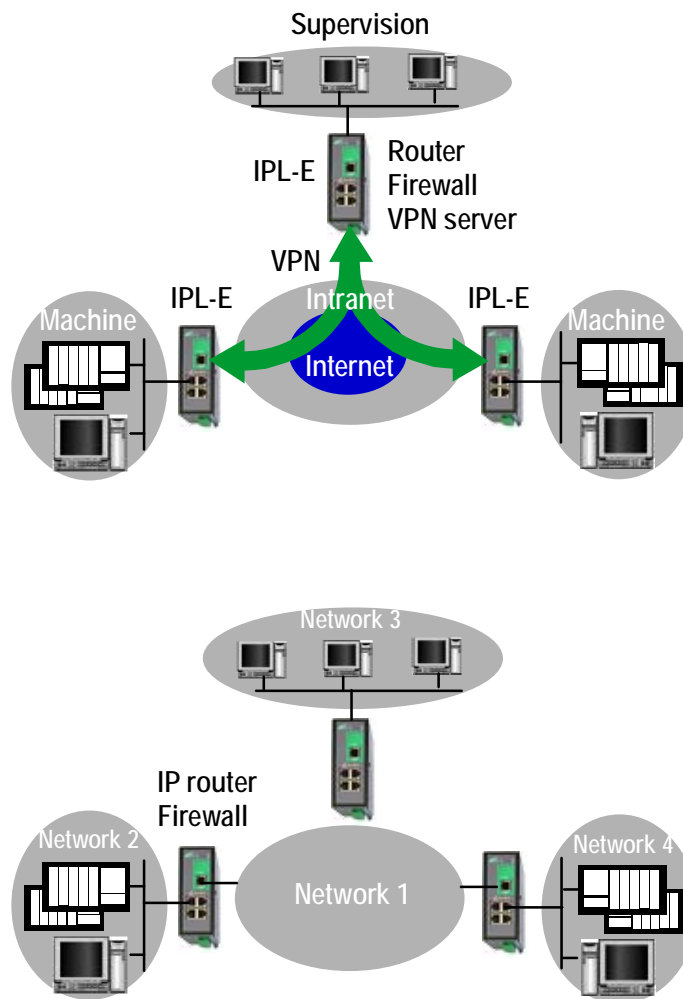 Supervision
IPL-E
Router
Firewall
VPN server
VPN
IPL-E
Intranet
IPL-E
Machine
Machine
Internet
Network 3
IP router
Firewall
Network 2
Network 4
Network 1